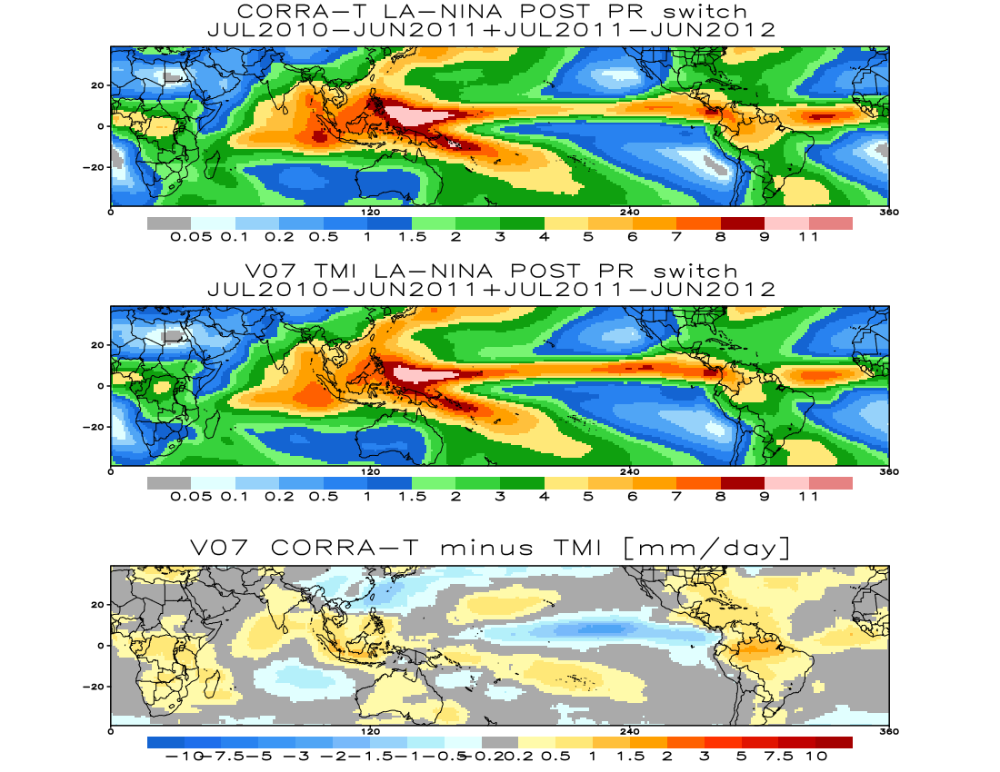 CORRA-T LA-NINA POST PR switch
JUL2010-JUN2011+JUL2011-JUN2012
20
0
-20
0 120 240 360
0.05 0.1 0.2 0.5 1 1.5 2 3 4 5 6 7 8 9 11
V07 TMI LA-NINA POST PR switch
JUL2010-JUN2011+JUL2011-JUN2012
20
0
-20
0 120 240 360
0.05 0.1 0.2 0.5 1 1.5 2 3 4 5 6 7 8 9 11
V07 CORRA-T minus TMI [mm/day]
20
0
-20
0 120 240 360
-10 -7.5 -5 -3 -2 -1.5 -1 -0.5 -0.2 0.2 0.5 1 1.5 2 3 5 7.5 10